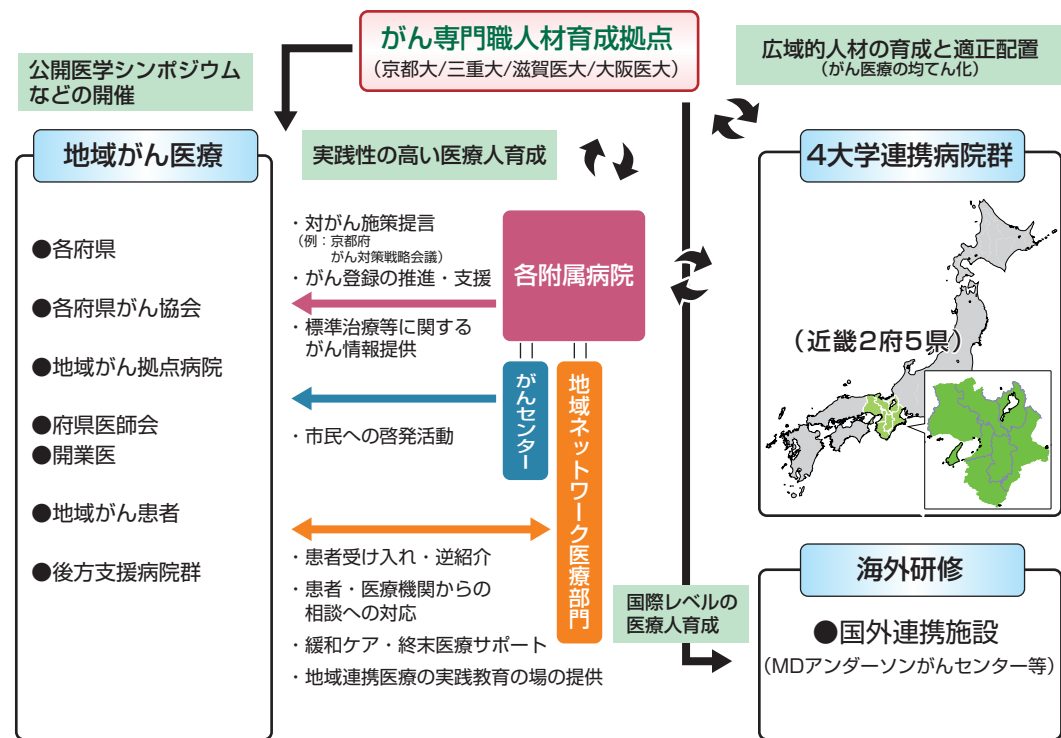 がん専門職人材育成拠点
(京都大/三重大/滋賀医大/大阪医大)
公開医学シンポジウム
などの開催
広域的人材の育成と適正配置
(がん医療の均てん化)
地域がん医療
●各府県
●各府県がん協会
●地域がん拠点病院
●府県医師会
●開業医
●地域がん患者
●後方支援病院群
実践性の高い医療人育成
・対がん施策提言
(例：京都府
がん対策戦略会議)
・がん登録の推進・支援
・標準治療等に関する
がん情報提供
・市民への啓発活動
各附属病院
がんセンター
地域ネットワーク医療部門
・患者受け入れ・逆紹介
・患者・医療機関からの
相談への対応
・緩和ケア・終末医療サポート
・地域連携医療の実践教育の場の提供
4大学連携病院群
(近畿2府5県)
国際レベルの
医療人育成
海外研修
●国外連携施設
(MDアンダーソンがんセンター等)